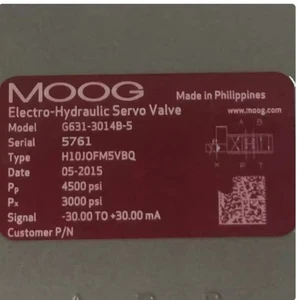 MOOG
Made in Philippines
Electro-Hydraulic Servo Valve
www.moog.com
Model G631-3014B-5
Serial 5761
Type H10JOFM5VBQ
Date 05-2015
Pp 4500 psi
Px 3000 psi
Signal -30.00 TO +30.00 mA
Customer P/N
A B